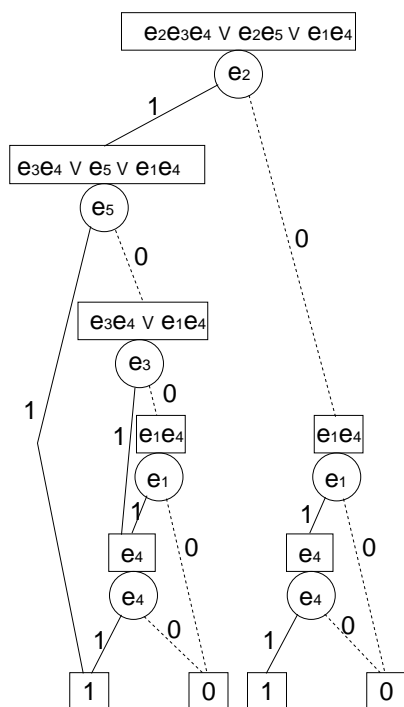 e₂e₃e₄ ∨ e₂e₅ ∨ e₁e₄
e₂
1
e₃e₄ ∨ e₅ ∨ e₁e₄
e₅
0
0
e₃e₄ ∨ e₁e₄
e₃
0
1
1
e₁e₄
e₁e₄
e₁
e₁
1
1
0
0
e₄
e₄
e₄
e₄
1
0
1
0
1
0
1
0